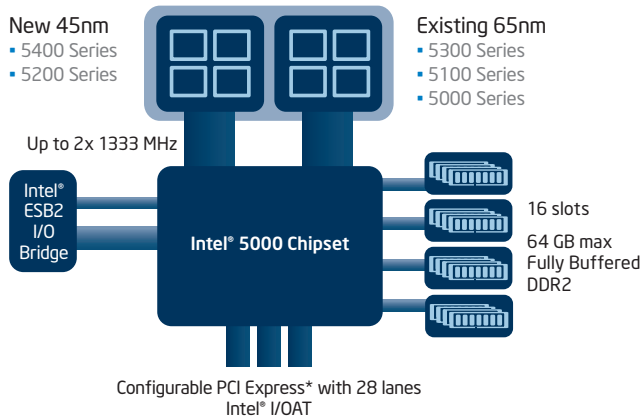 New 45nm
▪ 5400 Series
▪ 5200 Series
Existing 65nm
▪ 5300 Series
▪ 5100 Series
▪ 5000 Series
Up to 2x 1333 MHz
Intel®
ESB2
I/O
Bridge
Intel® 5000 Chipset
16 slots
64 GB max
Fully Buffered
DDR2
Configurable PCI Express* with 28 lanes
Intel® I/OAT